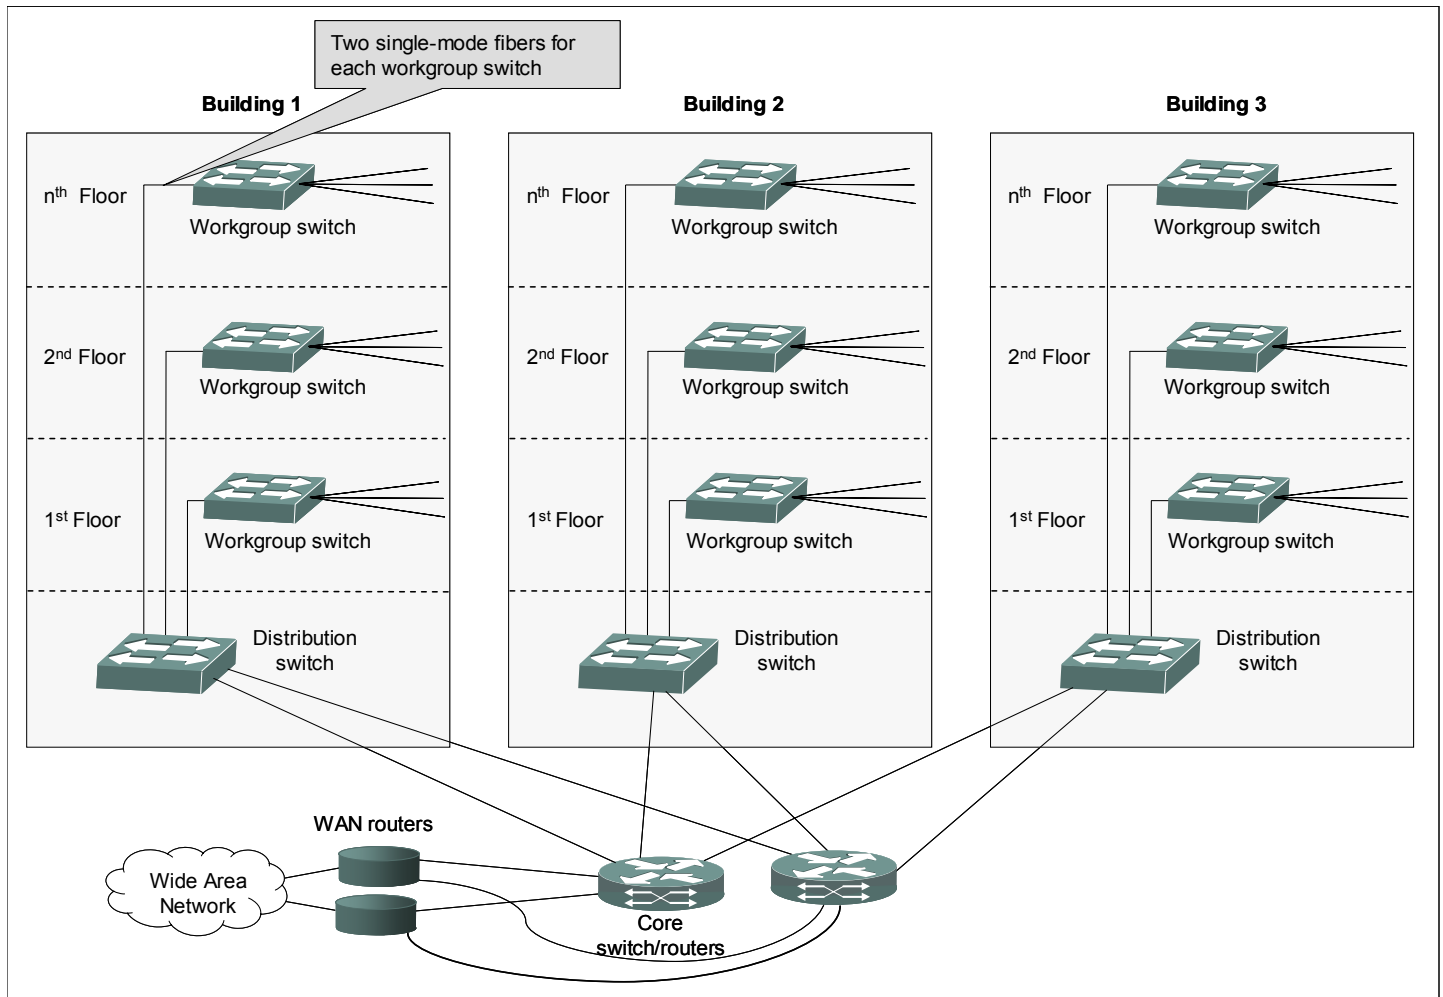 Two single-mode fibers for
each workgroup switch
Building 1
Building 2
Building 3
nth Floor
Workgroup switch
nth Floor
Workgroup switch
nth Floor
Workgroup switch
2nd Floor
Workgroup switch
2nd Floor
Workgroup switch
2nd Floor
Workgroup switch
1st Floor
Workgroup switch
1st Floor
Workgroup switch
1st Floor
Workgroup switch
Distribution
switch
Distribution
switch
Distribution
switch
WAN routers
Wide Area
Network
Core
switch/routers